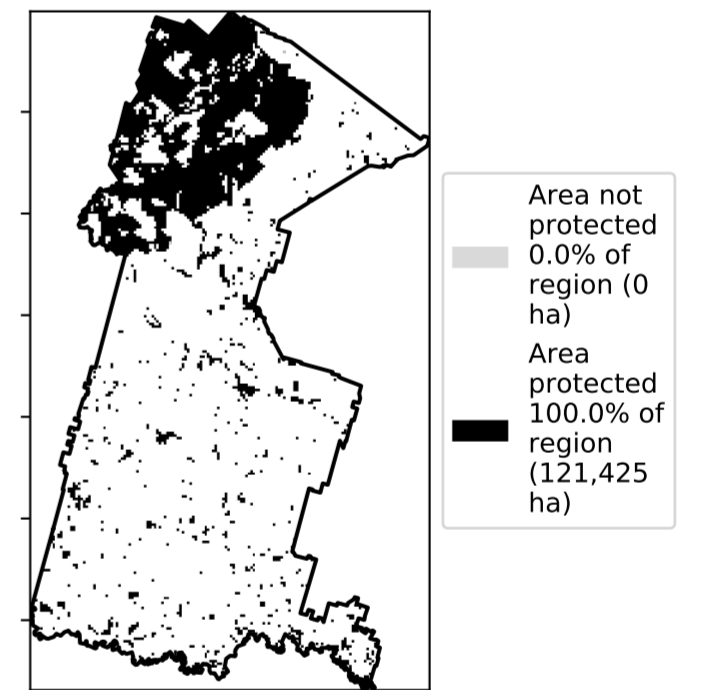 Area not
protected
0.0% of
region (0
ha)
Area
protected
100.0% of
region
(121,425
ha)